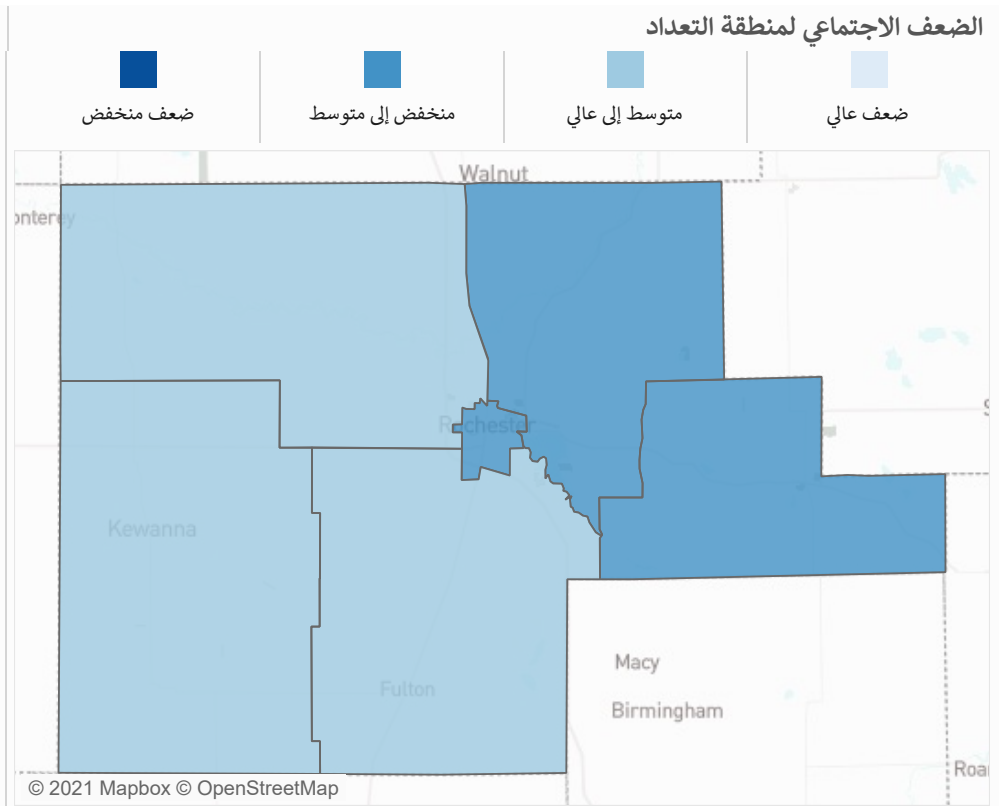 الضعف الاجتماعي لمنطقة التعداد
ضعف عالي
متوسط إلى عالي
منخفض إلى متوسط
ضعف منخفض
Walnut
onterey
Rochester
Kewanna
Fulton
Macy
Birmingham
Roa
© 2021 Mapbox © OpenStreetMap